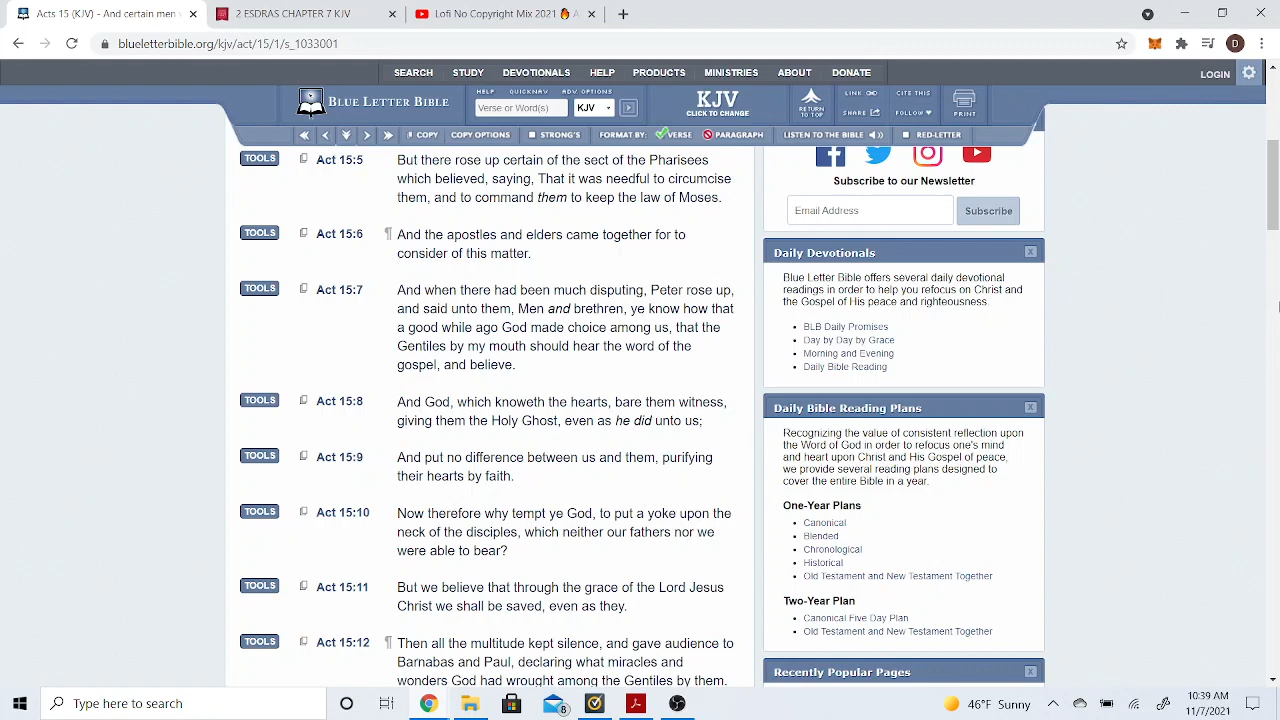 Acts 15:1 - And certain men
2 ESDRAS CHAPTER 7 KJV
Lofi No Copyright Mix 2021
blueletterbible.org/kjv/act/15/1/s_1033001
D
SEARCH STUDY DEVOTIONALS HELP PRODUCTS MINISTRIES ABOUT DONATE
LOGIN
BLUE LETTER BIBLE
HELP QUICKNAV ADV. OPTIONS
Verse or Word(s) KJV
KJV
CLICK TO CHANGE
RETURN
TO TOP
LINK CITE THIS
SHARE FOLLOW
PRINT
COPY COPY OPTIONS STRONG'S FORMAT BY: VERSE PARAGRAPH LISTEN TO THE BIBLE RED-LETTER
TOOLS Act 15:5 But there rose up certain of the sect of the Pharisees
which believed, saying, That it was needful to circumcise
them, and to command them to keep the law of Moses.
TOOLS Act 15:6 ¶ And the apostles and elders came together for to
consider of this matter.
TOOLS Act 15:7 And when there had been much disputing, Peter rose up,
and said unto them, Men and brethren, ye know how that
a good while ago God made choice among us, that the
Gentiles by my mouth should hear the word of the
gospel, and believe.
TOOLS Act 15:8 And God, which knoweth the hearts, bare them witness,
giving them the Holy Ghost, even as he did unto us;
TOOLS Act 15:9 And put no difference between us and them, purifying
their hearts by faith.
TOOLS Act 15:10 Now therefore why tempt ye God, to put a yoke upon the
neck of the disciples, which neither our fathers nor we
were able to bear?
TOOLS Act 15:11 But we believe that through the grace of the Lord Jesus
Christ we shall be saved, even as they.
TOOLS Act 15:12 ¶ Then all the multitude kept silence, and gave audience to
Barnabas and Paul, declaring what miracles and
wonders God had wrought among the Gentiles by them.
Subscribe to our Newsletter
Email Address Subscribe
Daily Devotionals X
Blue Letter Bible offers several daily devotional
readings in order to help you refocus on Christ and
the Gospel of His peace and righteousness.
• BLB Daily Promises
• Day by Day by Grace
• Morning and Evening
• Daily Bible Reading
Daily Bible Reading Plans X
Recognizing the value of consistent reflection upon
the Word of God in order to refocus one's mind
and heart upon Christ and His Gospel of peace,
we provide several reading plans designed to
cover the entire Bible in a year.
One-Year Plans
• Canonical
• Blended
• Chronological
• Historical
• Old Testament and New Testament Together
Two-Year Plan
• Canonical Five Day Plan
• Old Testament and New Testament Together
Recently Popular Pages X
Type here to search
8
46°F Sunny
10:39 AM
11/7/2021